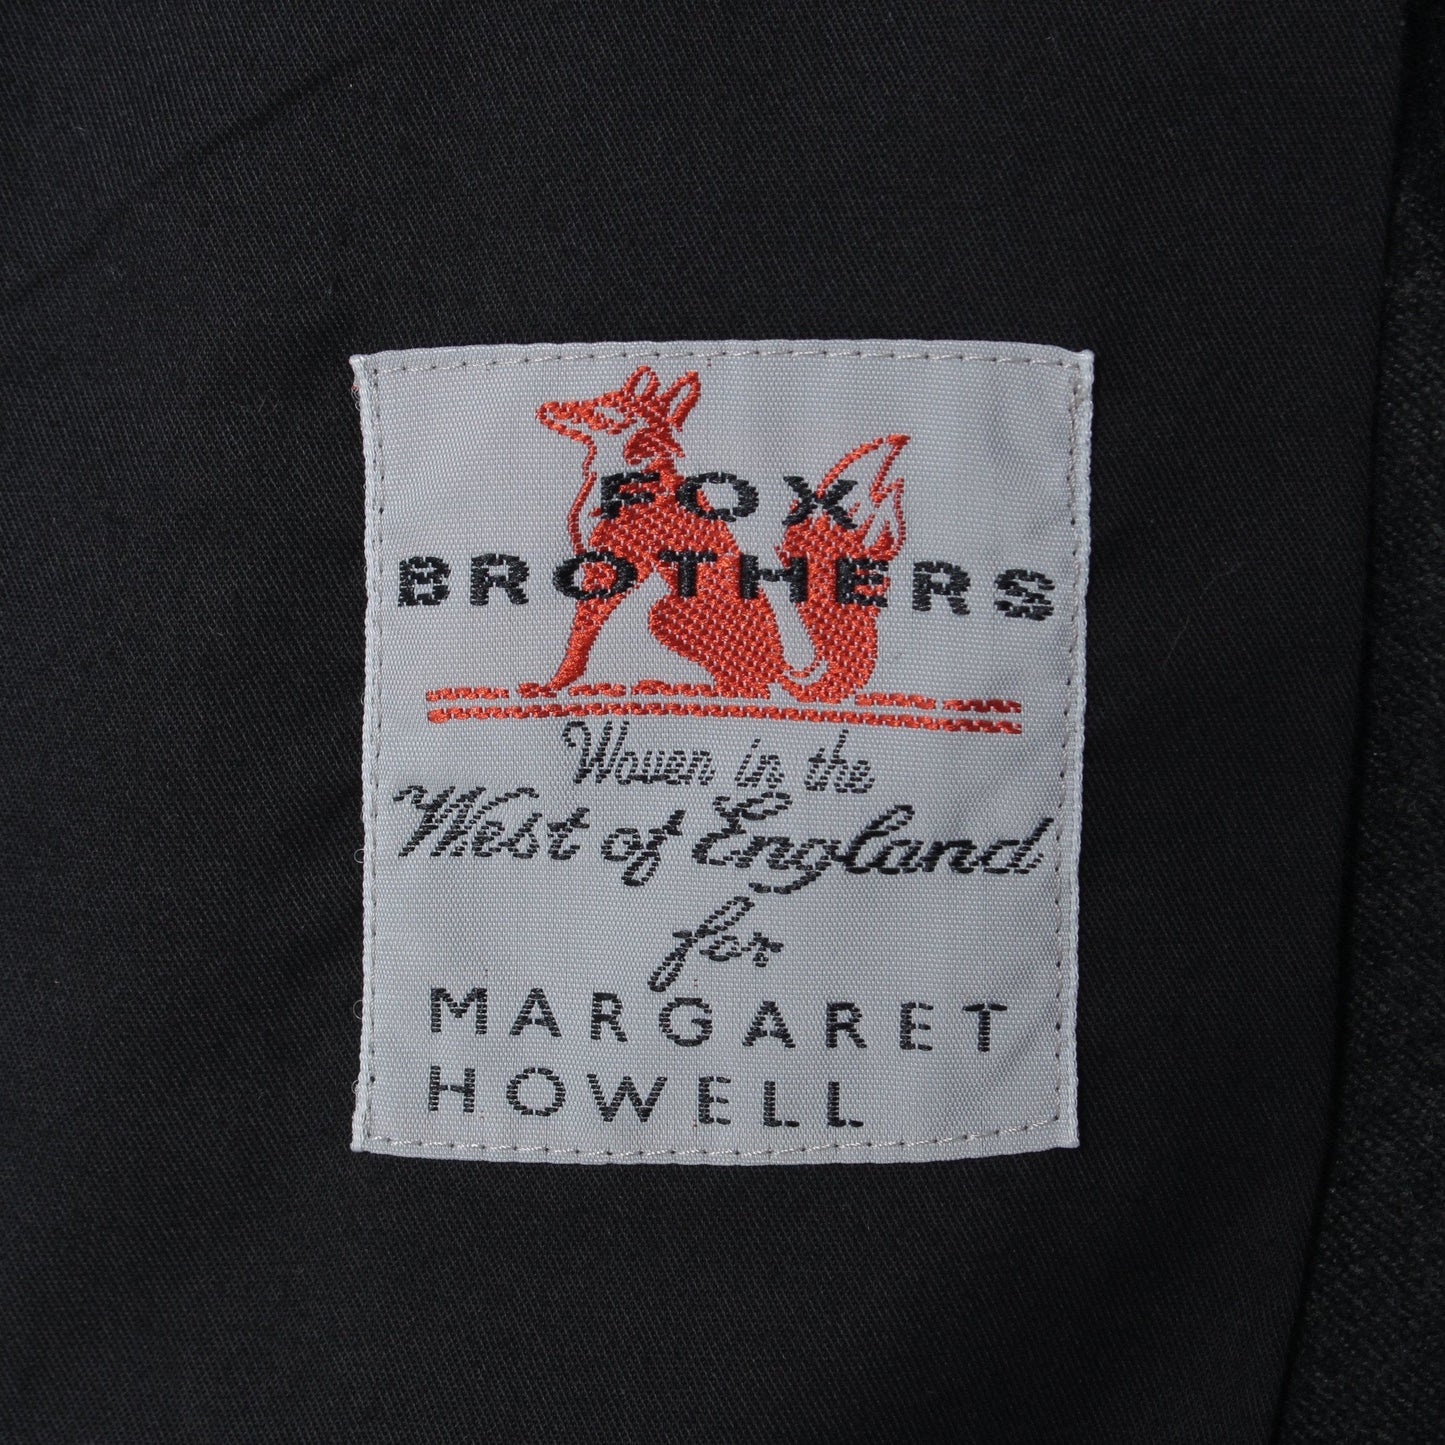 FOX
BROTHERS
Woven in the
West of England
for
MARGARET
HOWELL